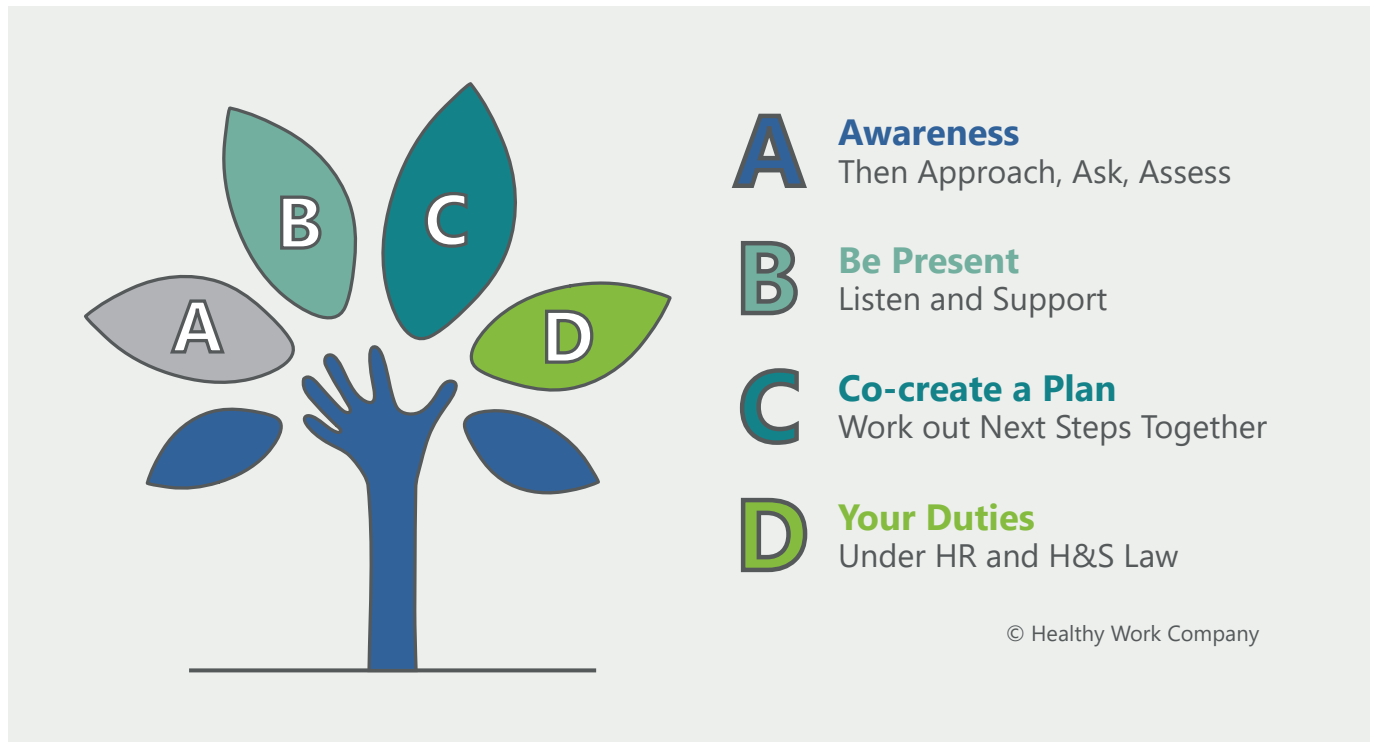 A
B
C
D
A
Awareness
Then Approach, Ask, Assess
B
Be Present
Listen and Support
C
Co-create a Plan
Work out Next Steps Together
D
Your Duties
Under HR and H&S Law
© Healthy Work Company